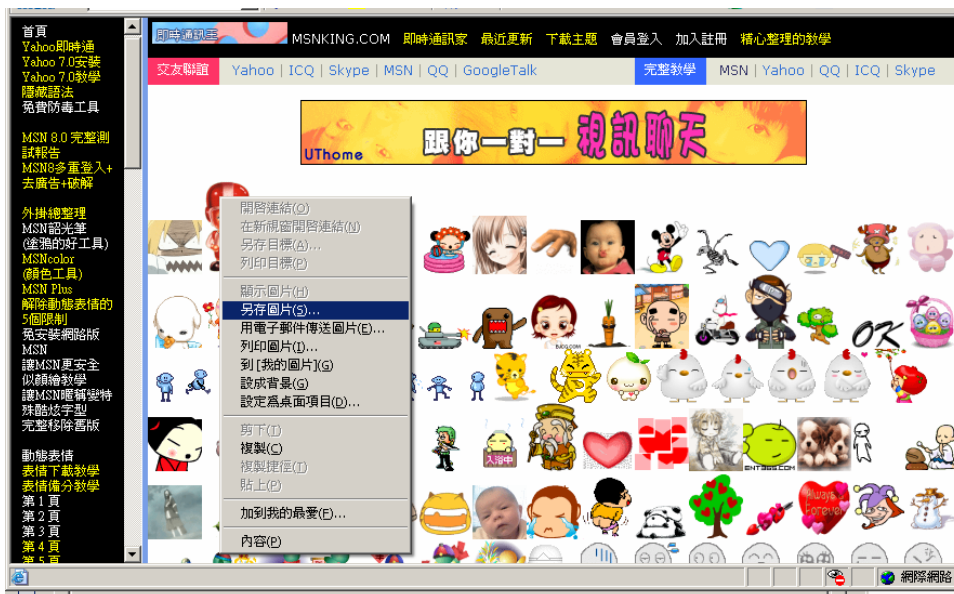 首頁
Yahoo即時通
Yahoo 7.0安裝
Yahoo 7.0教學
隱藏語法
免費防毒工具
MSN 8.0 完整測
試報告
MSN8多重登入+
去廣告+破解
外掛總整理
MSN韶光筆
(塗鴉的好工具)
MSNcolor
(顏色工具)
MSN Plus
解除動態表情的
5個限制
免安裝網路版
MSN
讓MSN更安全
似顏繪教學
讓MSN暱稱變特
殊酷炫字型
完整移除舊版
動態表情
表情下載教學
表情備分教學
第 1 頁
第 2 頁
第 3 頁
第 4 頁
第 5 頁
即時通訊王 MSNKING.COM 即時通訊家 最近更新 下載主題 會員登入 加入註冊 精心整理的教學
交友聯誼 Yahoo | ICQ | Skype | MSN | QQ | GoogleTalk 完整教學 MSN | Yahoo | QQ | ICQ | Skype
UThome 跟你一對一 視訊聊天
開啓連結(O)
在新視窗開啓連結(N)
另存目標(A)...
列印目標(P)
顯示圖片(H)
另存圖片(S)...
用電子郵件傳送圖片(E)...
列印圖片(I)...
到 [我的圖片](G)
設成背景(G)
設定爲桌面項目(D)...
剪下(T)
複製(C)
複製捷徑(T)
貼上(P)
加到我的最愛(F)...
內容(P)
OK
入浴中
Always
Forever
網際網路